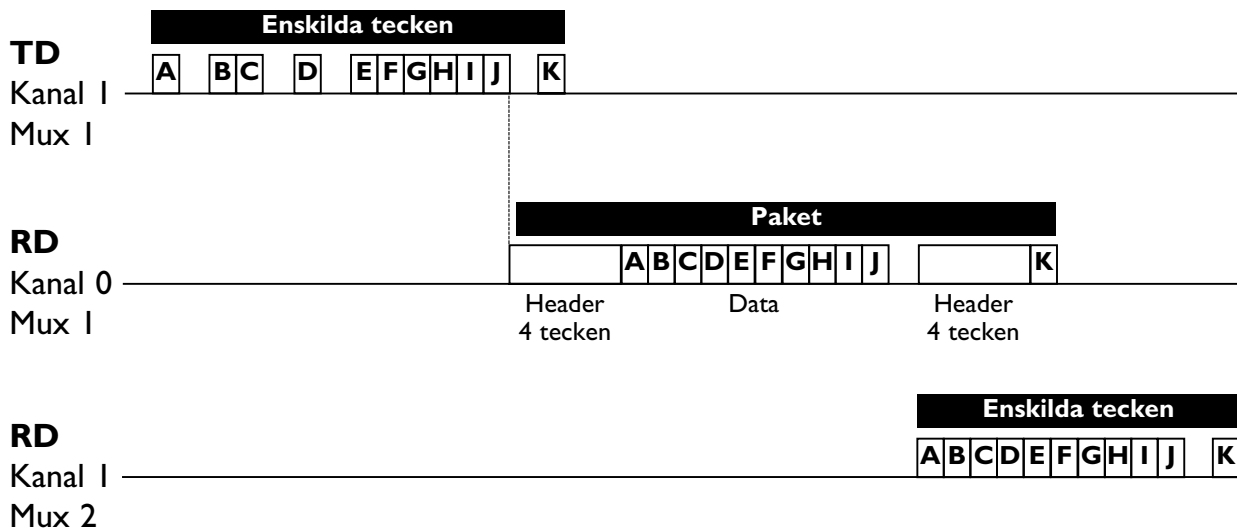 Enskilda tecken
TD
A B C D E F G H I J K
Kanal 1
Mux 1
Paket
RD
A B C D E F G H I J K
Kanal 0
Header Data Header
Mux 1
4 tecken 4 tecken
Enskilda tecken
RD
A B C D E F G H I J K
Kanal 1
Mux 2